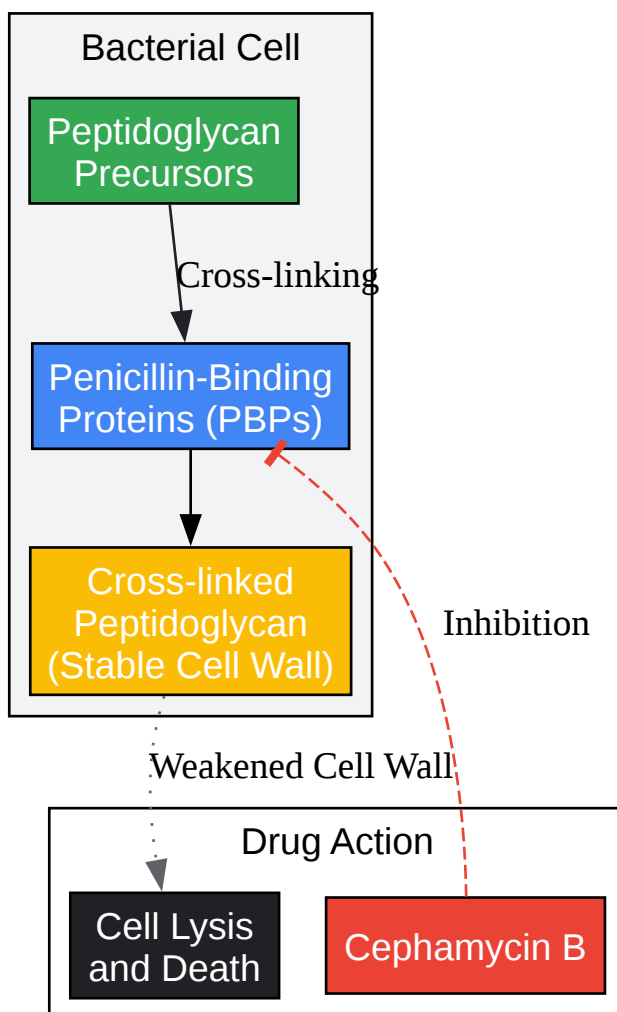 Bacterial Cell
Peptidoglycan
Precursors
Cross-linking
Penicillin-Binding
Proteins (PBPs)
Cross-linked
Peptidoglycan
(Stable Cell Wall)
Inhibition
Weakened Cell Wall
Drug Action
Cell Lysis
and Death
Cephamycin B